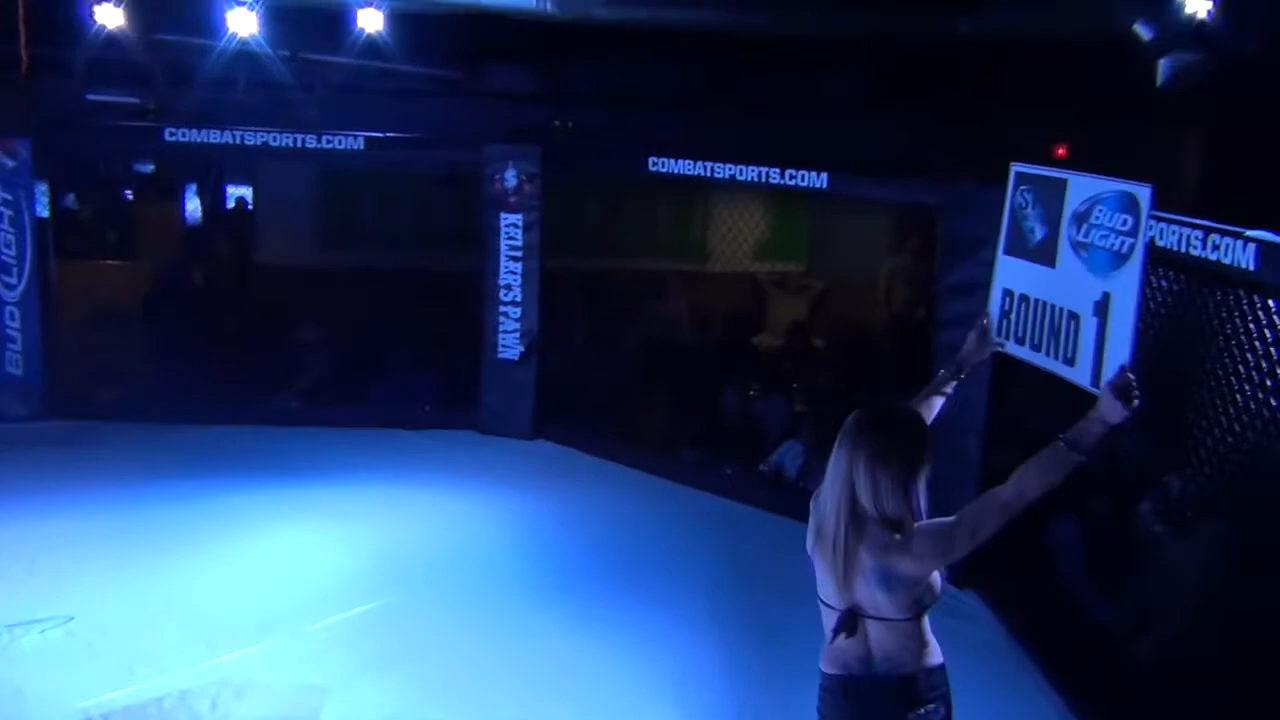 COMBATSPORTS.COM
COMBATSPORTS.COM
BUD LIGHT
KELLER'S PAWN
BUD
LIGHT
PORTS.COM
ROUND 1